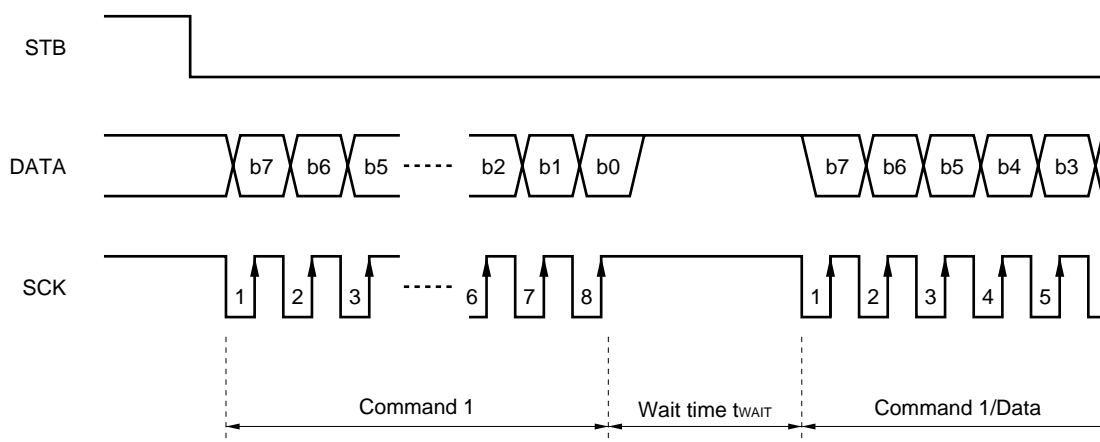 STB
DATA b7 b6 b5 b2 b1 b0 b7 b6 b5 b4 b3
SCK 1 2 3 6 7 8 1 2 3 4 5
Command 1 Wait time tWAIT Command 1/Data